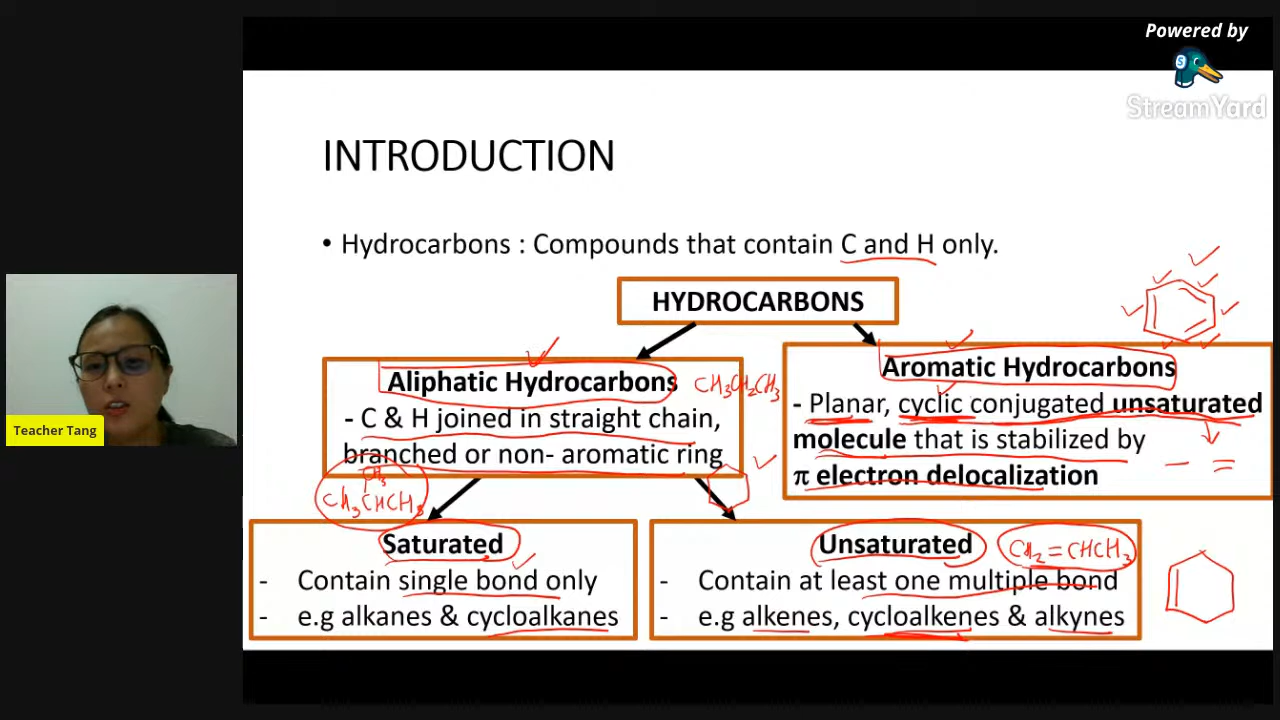 Powered by
StreamYard
INTRODUCTION
• Hydrocarbons : Compounds that contain C and H only.
HYDROCARBONS
Aliphatic Hydrocarbons
- C & H joined in straight chain,
branched or non- aromatic ring
CH3CH2CH3
Aromatic Hydrocarbons
- Planar, cyclic conjugated unsaturated
molecule that is stabilized by
π electron delocalization
CH3
CH3CHCH3
Saturated
- Contain single bond only
- e.g alkanes & cycloalkanes
Unsaturated
CH2=CHCH3
- Contain at least one multiple bond
- e.g alkenes, cycloalkenes & alkynes
Teacher Tang